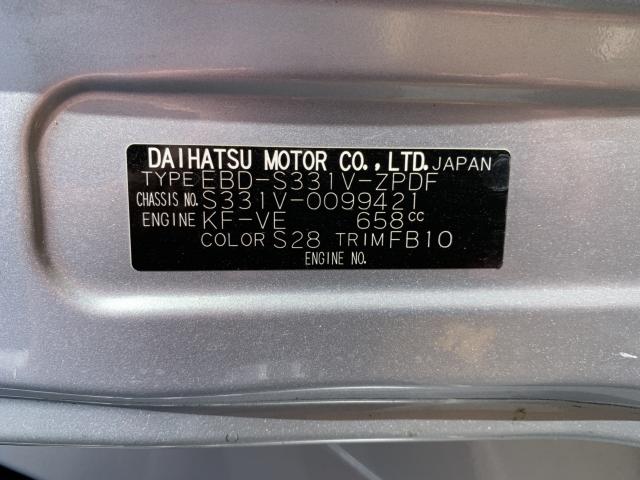 DAIHATSU MOTOR CO.,LTD. JAPAN
TYPE EBD-S331V-ZPDF
CHASSIS NO. S331V-0099421
ENGINE KF-VE 658CC
COLOR S28 TRIM FB10
ENGINE NO.